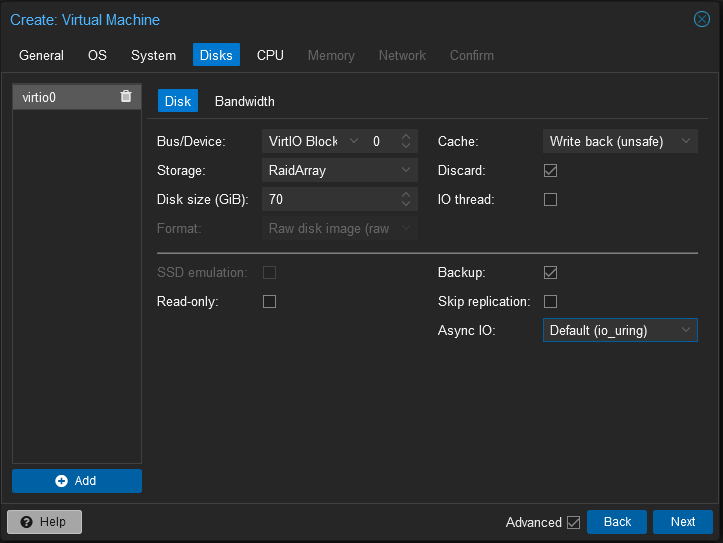 Create: Virtual Machine
General OS System Disks CPU Memory Network Confirm
virtio0
Disk Bandwidth
Bus/Device: VirtIO Block 0 Cache: Write back (unsafe)
Storage: RaidArray Discard:
Disk size (GiB): 70 IO thread:
Format: Raw disk image (raw
SSD emulation: Backup:
Read-only: Skip replication:
Async IO: Default (io_uring)
Add
Help Advanced Back Next